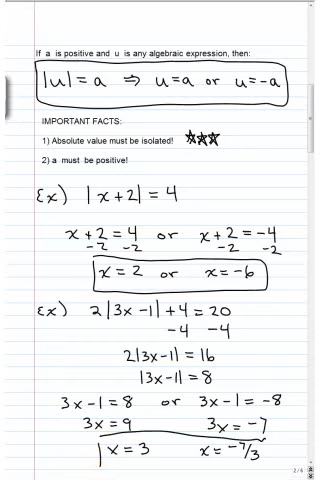 If a is positive and u is any algebraic expression, then:
|u| = a ⇒ u = a or u = -a
IMPORTANT FACTS:
1) Absolute value must be isolated! ☆☆☆
2) a must be positive!
Ex) |x+2| = 4
x+2 = 4 or x+2 = -4
-2 -2 -2 -2
x = 2 or x = -6
Ex) 2|3x-1| + 4 = 20
-4 -4
2|3x-1| = 16
|3x-1| = 8
3x-1 = 8 or 3x-1 = -8
3x = 9 3x = -7
x = 3 x = -7/3
2/6